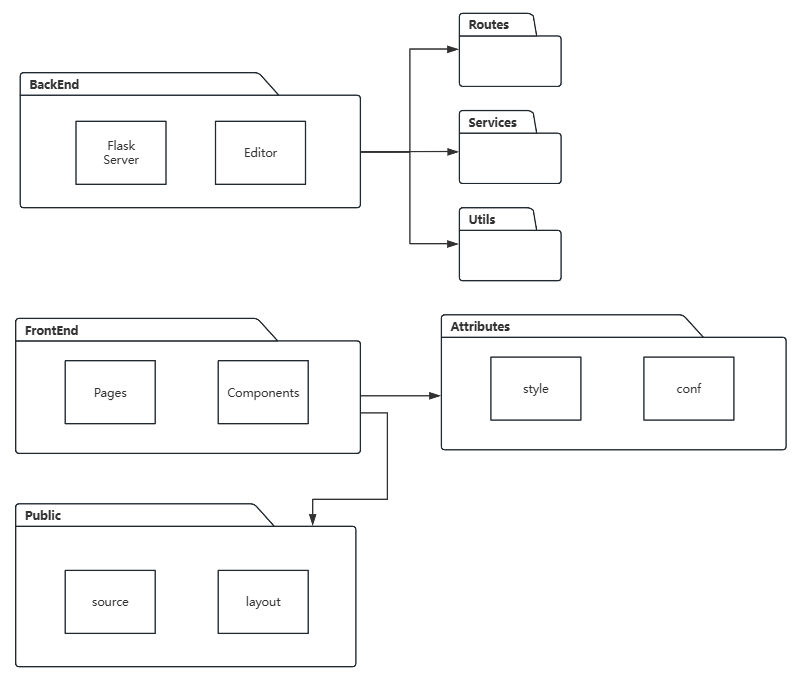 Routes
BackEnd
Flask
Server
Editor
Services
Utils
FrontEnd
Pages
Components
Attributes
style
conf
Public
source
layout